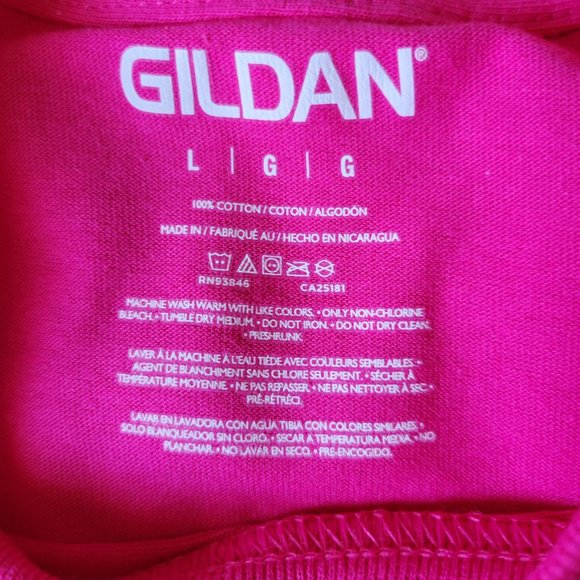 GILDAN®
L | G | G
100% COTTON / COTON / ALGODÓN
MADE IN / FABRIQUÉ AU / HECHO EN NICARAGUA
RN93846 CA25181
MACHINE WASH WARM WITH LIKE COLORS. • ONLY NON-CHLORINE
BLEACH. • TUMBLE DRY MEDIUM. • DO NOT IRON. • DO NOT DRY CLEAN.
• PRESHRUNK
LAVER À LA MACHINE À L'EAU TIÈDE AVEC COULEURS SEMBLABLES. •
AGENT DE BLANCHIMENT SANS CHLORE SEULEMENT. • SÉCHER À
TEMPÉRATURE MOYENNE. • NE PAS REPASSER. • NE PAS NETTOYER À SEC. •
PRÉ-RÉTRÉCI.
LAVAR EN LAVADORA CON AGUA TIBIA CON COLORES SIMILARES. •
SOLO BLANQUEADOR SIN CLORO. • SECAR A TEMPERATURA MEDIA. • NO
PLANCHAR. • NO LAVAR EN SECO. • PRE-ENCOGIDO.